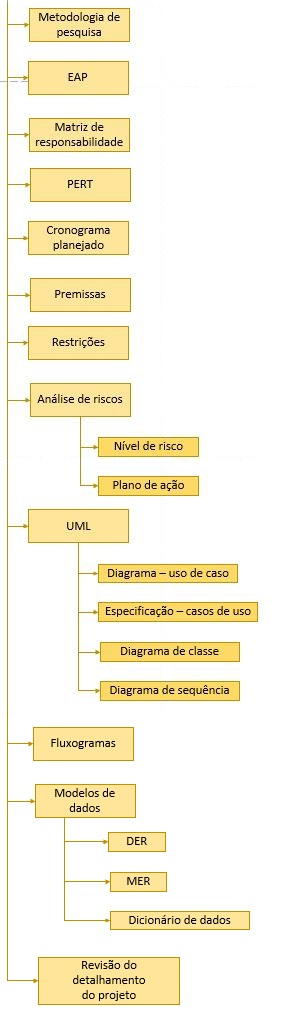 Metodologia de
pesquisa
EAP
Matriz de
responsabilidade
PERT
Cronograma
planejado
Premissas
Restrições
Análise de riscos
Nível de risco
Plano de ação
UML
Diagrama – uso de caso
Especificação – casos de uso
Diagrama de classe
Diagrama de sequência
Fluxogramas
Modelos de
dados
DER
MER
Dicionário de dados
Revisão do
detalhamento
do projeto